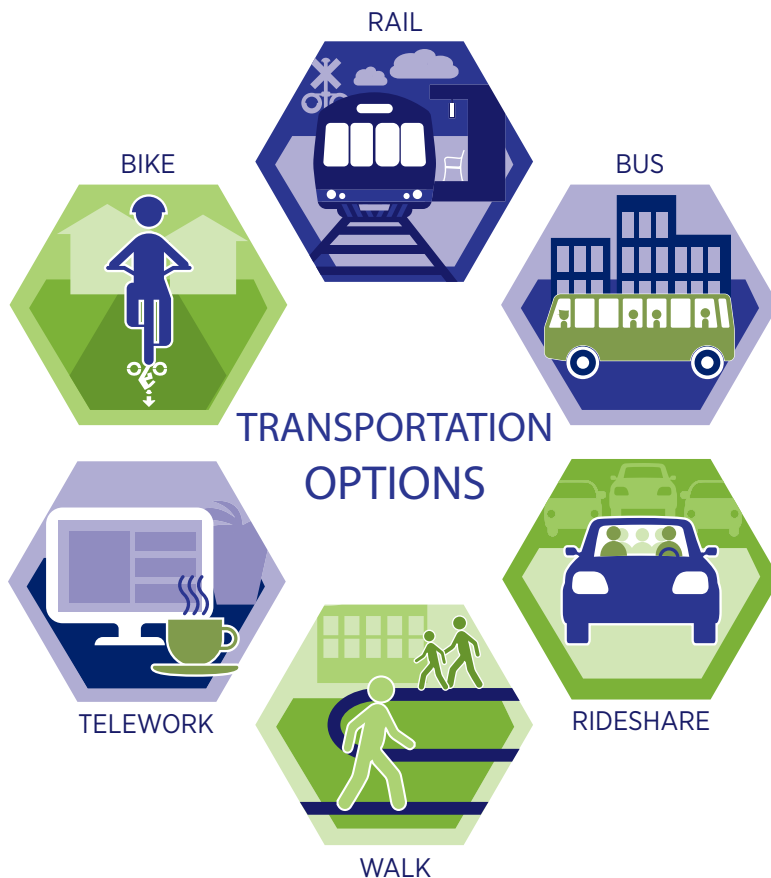 RAIL
BIKE
BUS
TRANSPORTATION
OPTIONS
TELEWORK
RIDESHARE
WALK